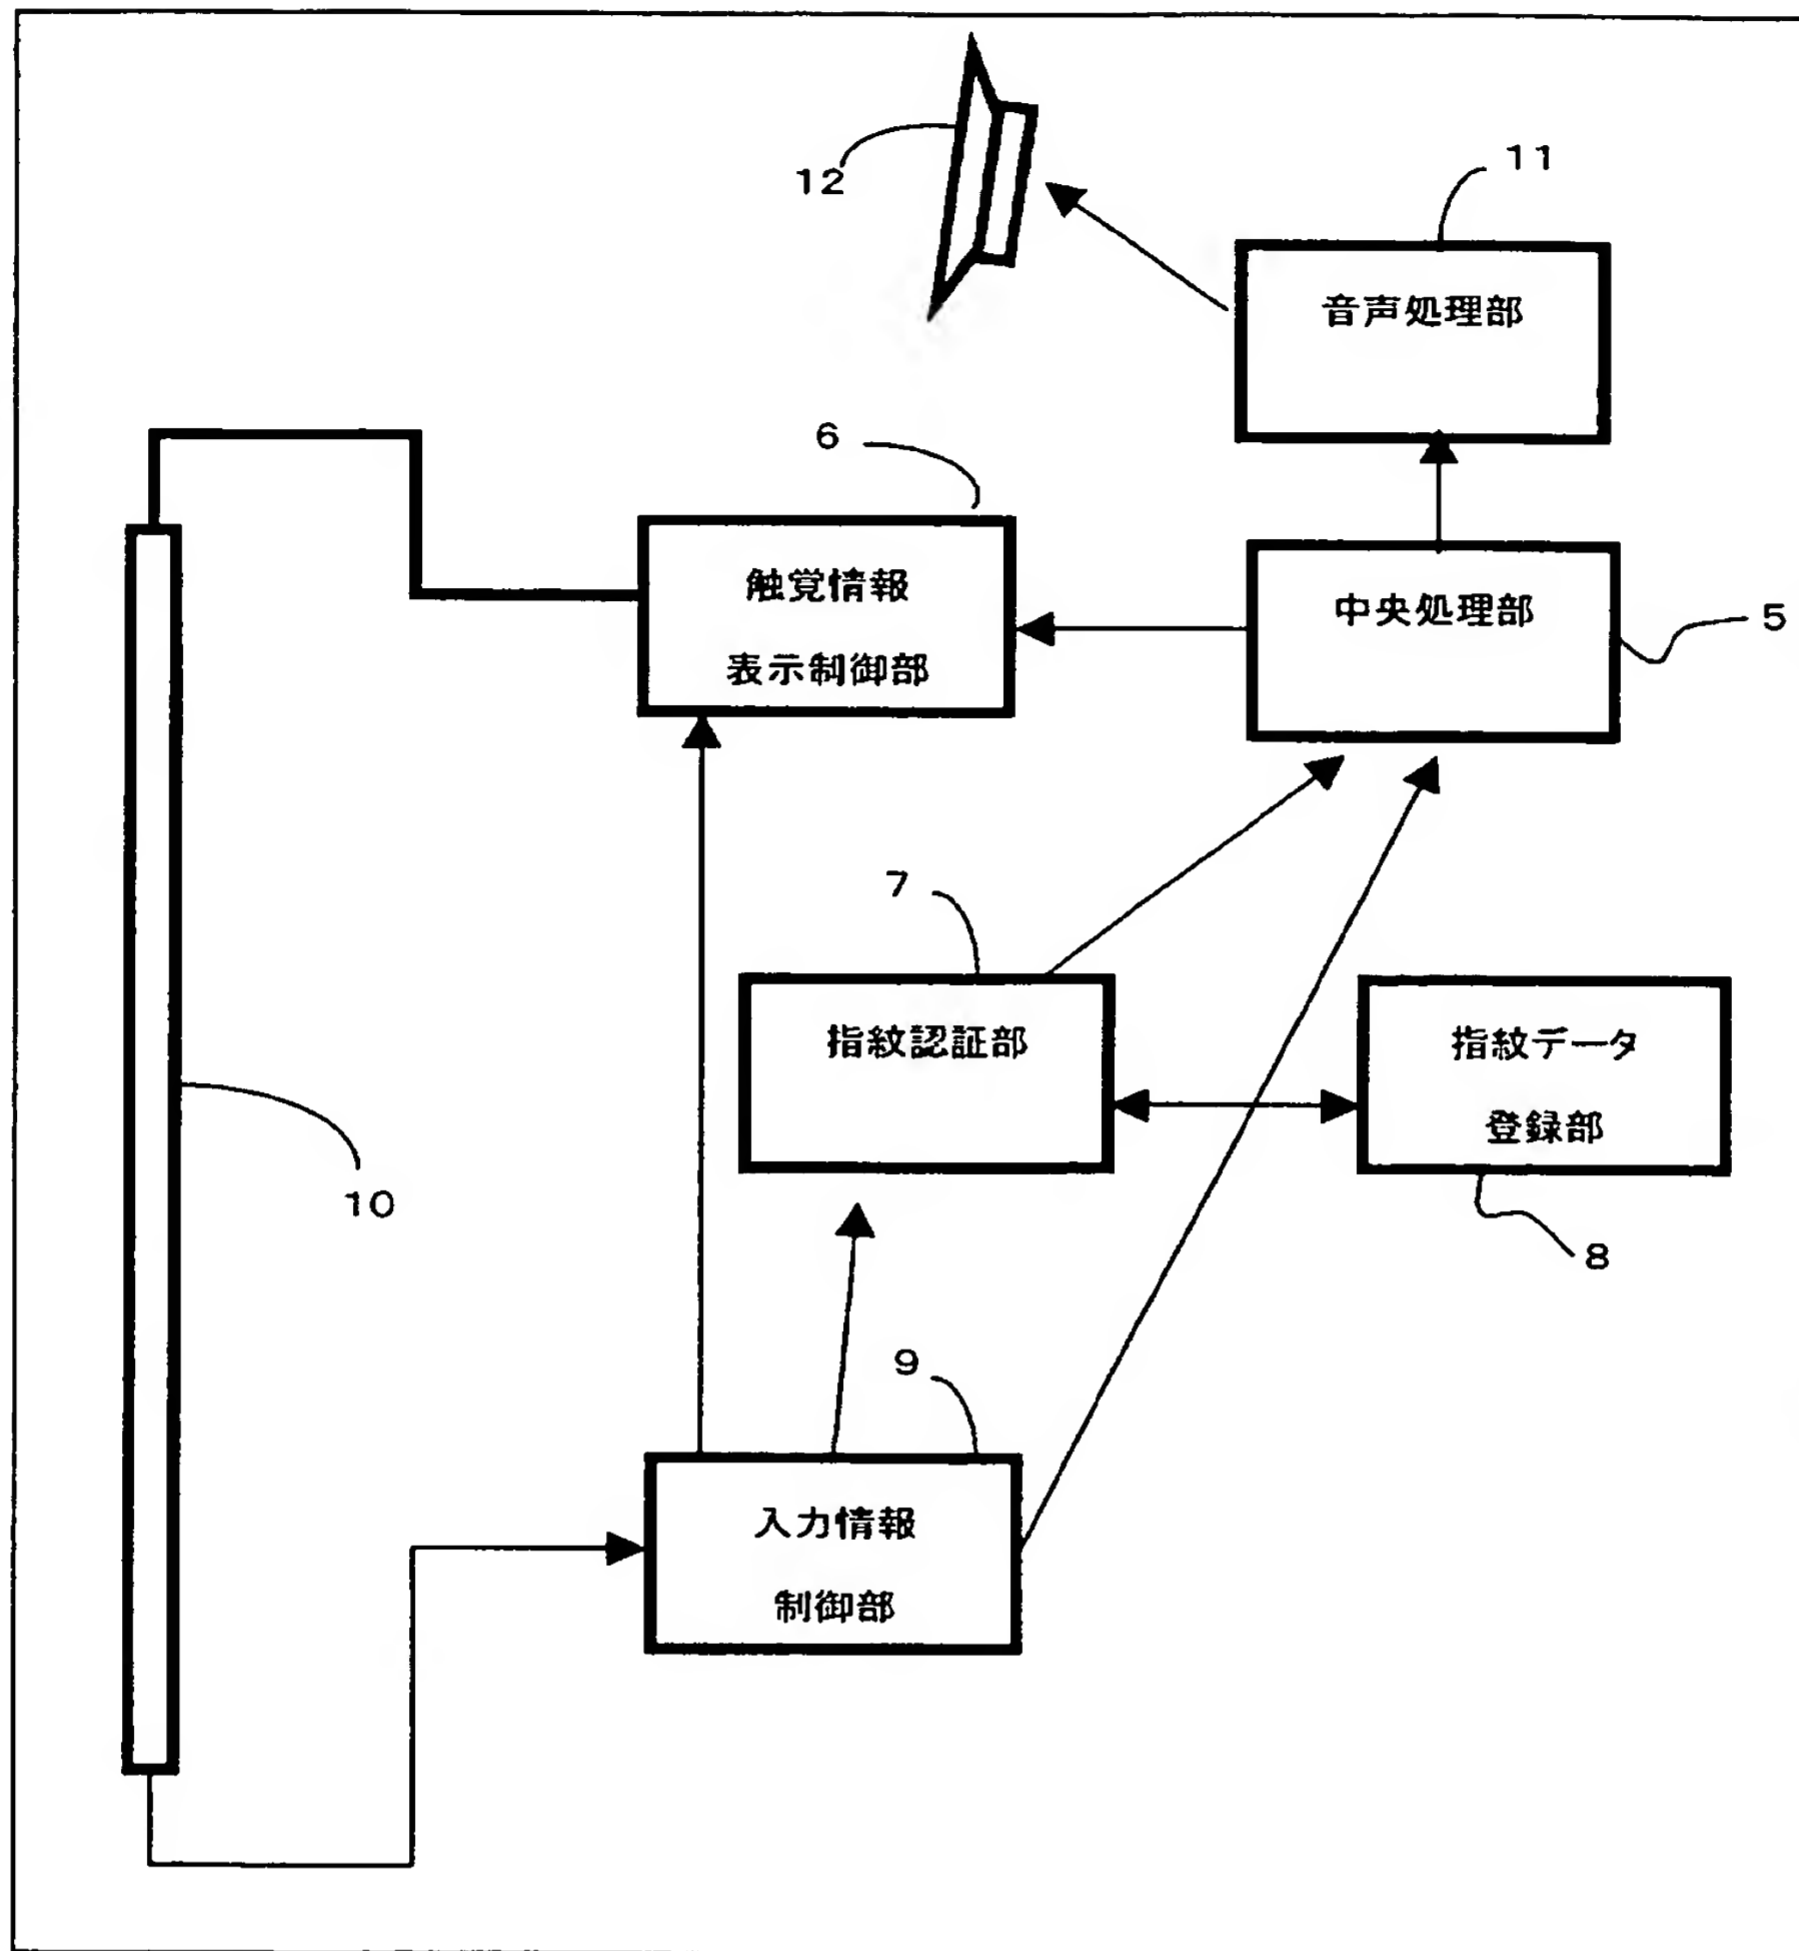 12
11
音声処理部
6
触覚情報
表示制御部
中央処理部
5
7
指紋認証部
指紋データ
登録部
10
8
9
入力情報
制御部